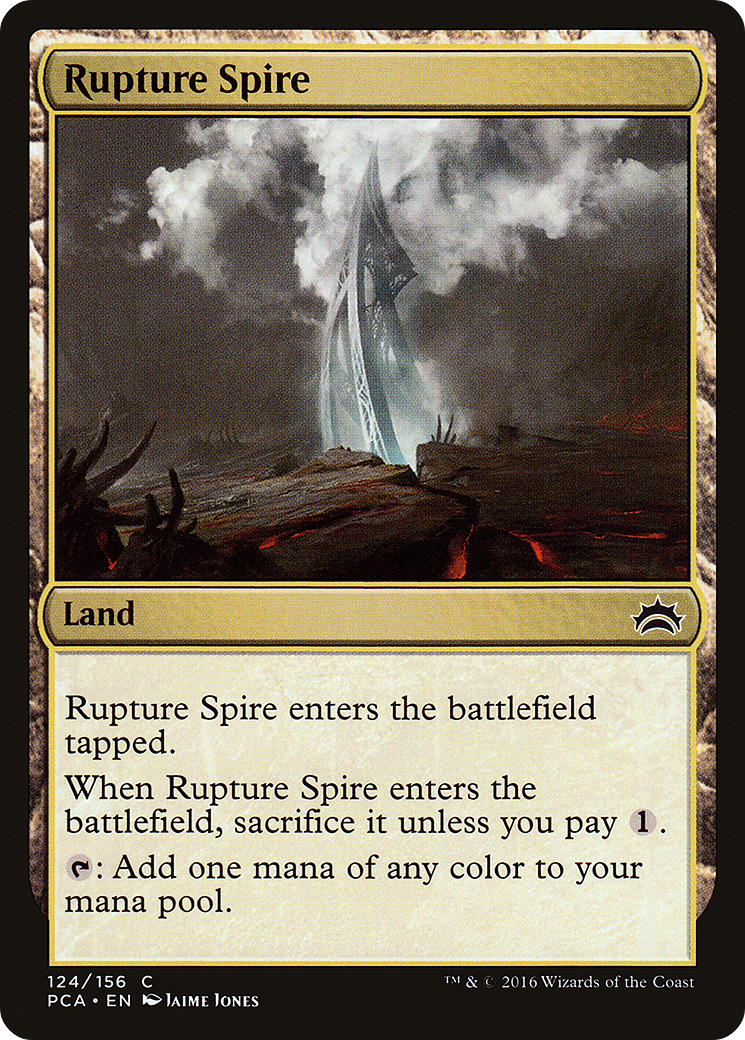 Rupture Spire
Land
Rupture Spire enters the battlefield
tapped.
When Rupture Spire enters the
battlefield, sacrifice it unless you pay 1.
: Add one mana of any color to your
mana pool.
124/156 C
PCA • EN Jaime Jones
™ & © 2016 Wizards of the Coast